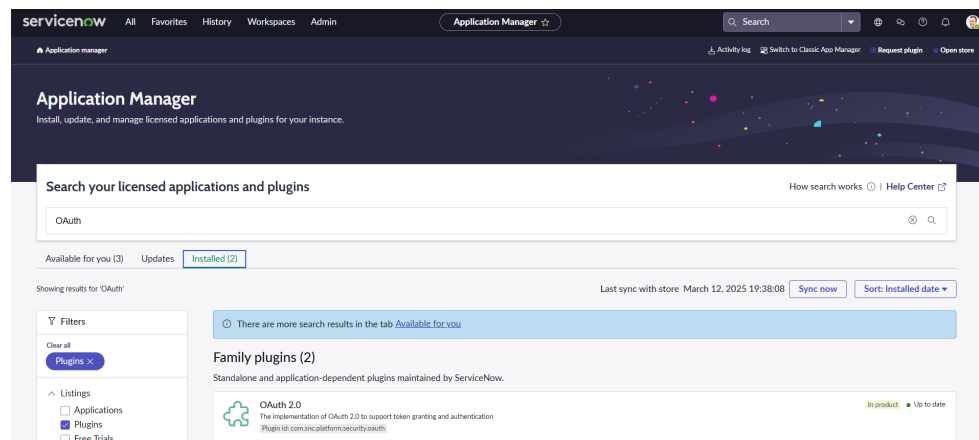 servicenow All Favorites History Workspaces Admin Application Manager Search
Application manager Activity log Switch to Classic App Manager Request plugin Open store
Application Manager
Install, update, and manage licensed applications and plugins for your instance.
Search your licensed applications and plugins How search works | Help Center
OAuth
Available for you (3) Updates Installed (2)
Showing results for 'OAuth' Last sync with store March 12, 2025 19:38:08 Sync now Sort: Installed date
Filters
There are more search results in the tab Available for you
Clear all
Plugins ×
Family plugins (2)
Standalone and application-dependent plugins maintained by ServiceNow.
Listings
Applications
Plugins
Free Trials
OAuth 2.0 In product Up to date
The implementation of OAuth 2.0 to support token granting and authentication
Plugin id: com.snc.platform.security.oauth